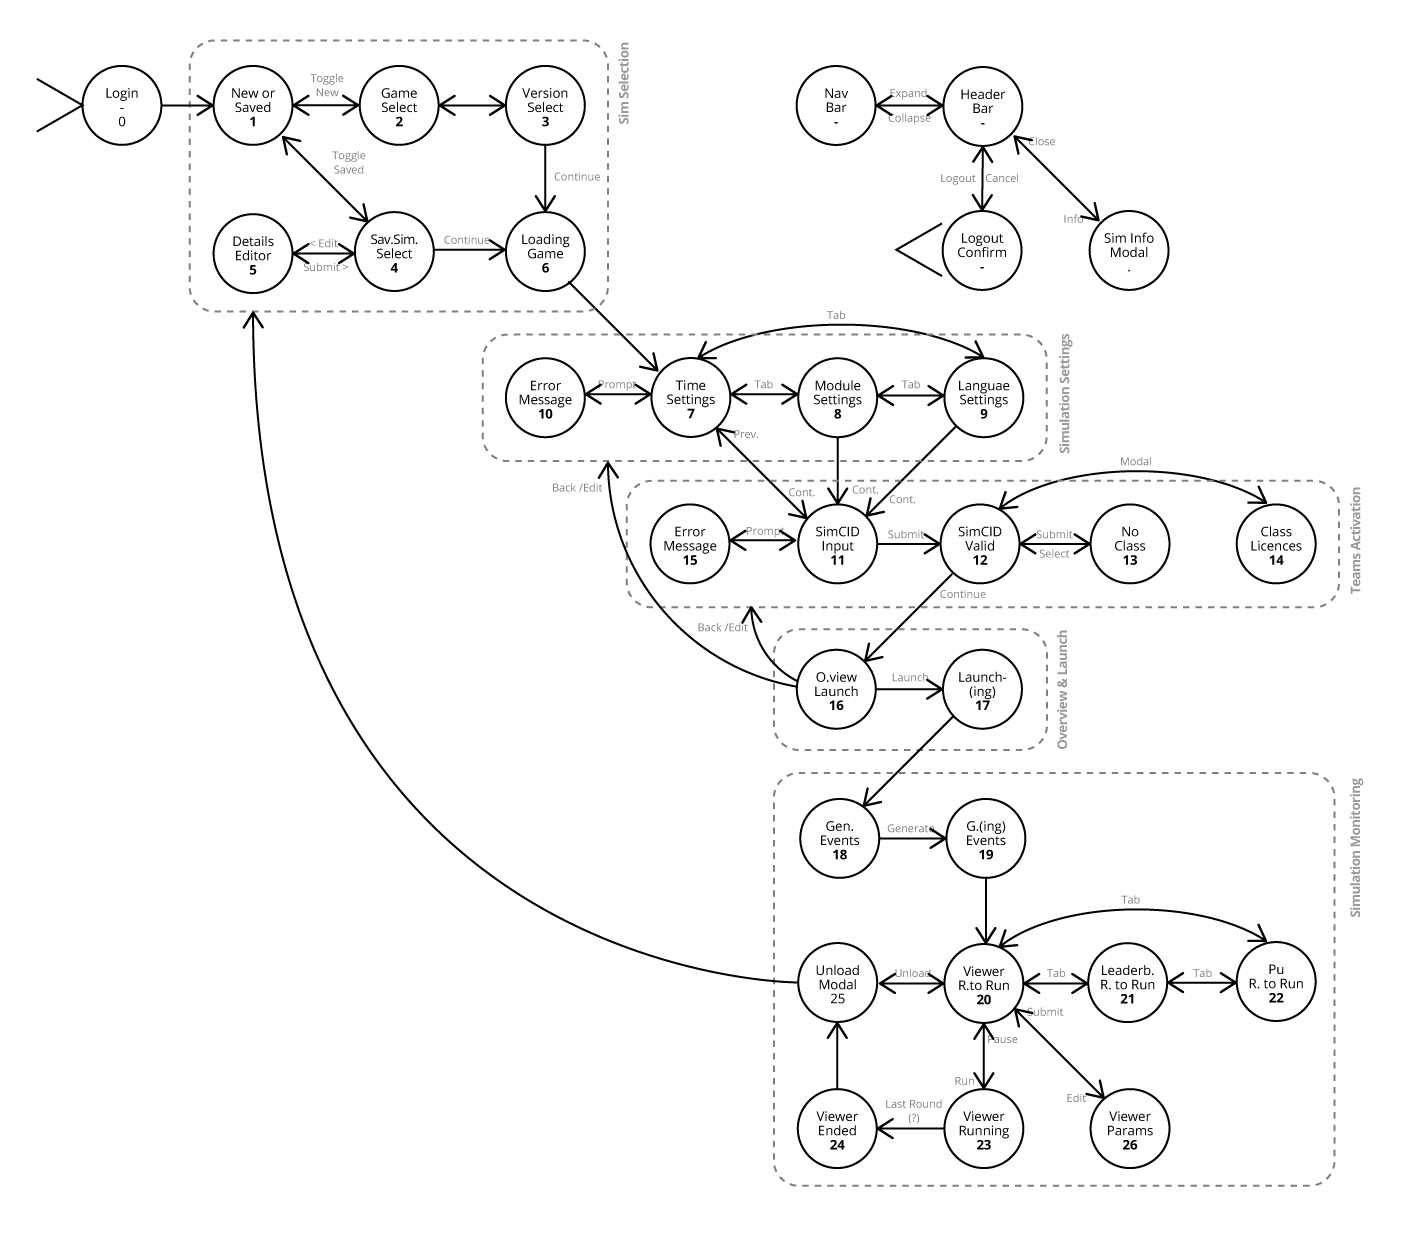 Login
-
0
New or
Saved
1
Toggle
New
Game
Select
2
Version
Select
3
Sim Selection
Toggle
Saved
Continue
Details
Editor
5
< Edit
Submit >
Sav.Sim.
Select
4
Continue
Loading
Game
6
Nav
Bar
-
Expand
Collapse
Header
Bar
-
Close
Logout
Cancel
Info
Logout
Confirm
-
Sim Info
Modal
.
Tab
Simulation Settings
Error
Message
10
Prompt
Time
Settings
7
Tab
Module
Settings
8
Tab
Languae
Settings
9
Prev.
Cont.
Cont.
Cont.
Back /Edit
Modal
Teams Activation
Error
Message
15
Prompt
SimCID
Input
11
Submit
SimCID
Valid
12
Submit
Select
No
Class
13
Class
Licences
14
Continue
Back /Edit
Overview & Launch
O.view
Launch
16
Launch
Launch-
(ing)
17
Simulation Monitoring
Gen.
Events
18
Generate
G.(ing)
Events
19
Tab
Unload
Modal
25
Unload
Viewer
R.to Run
20
Tab
Leaderb.
R. to Run
21
Tab
Pu
R. to Run
22
Submit
Pause
Run
Edit
Last Round
(?)
Viewer
Ended
24
Viewer
Running
23
Viewer
Params
26